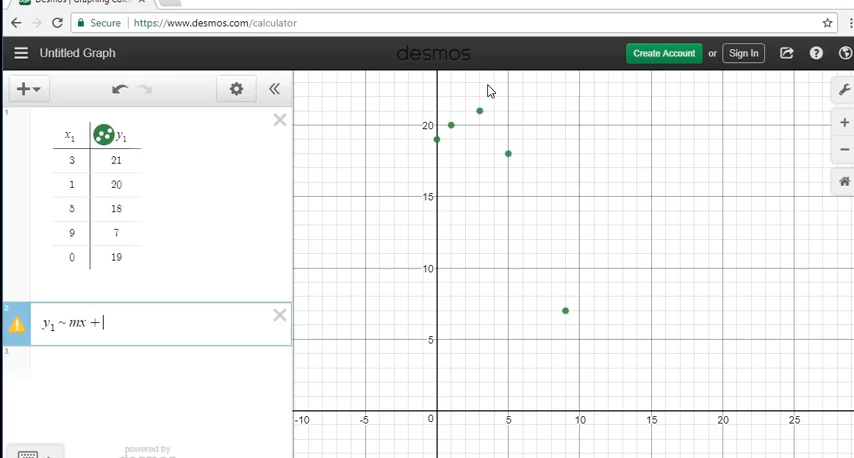 Desmos | Graphing Calc
Secure | https://www.desmos.com/calculator
Untitled Graph
desmos
Create Account or Sign In
1
x1 y1
3 21
1 20
5 18
9 7
0 19
2
y1 ~ mx +
3
powered by
desmos
20
15
10
5
-10 -5 0 5 10 15 20 25